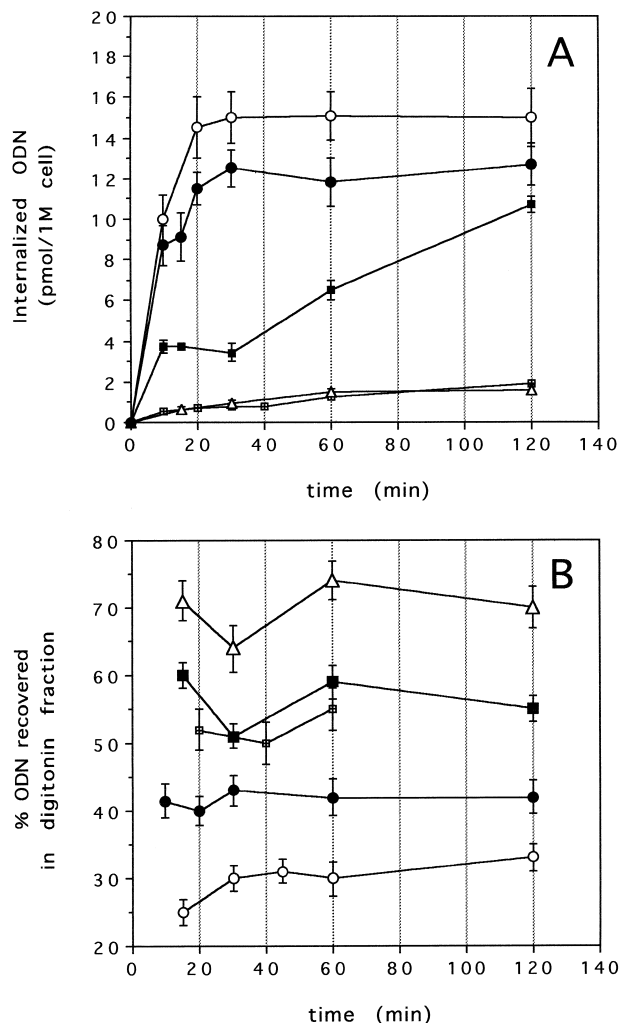 20
A
18
16
14
12
10
8
6
4
2
0
Internalized ODN
(pmol/1M cell)
0 20 40 60 80 100 120 140
time (min)
80
B
70
60
50
40
30
20
% ODN recovered
in digitonin fraction
0 20 40 60 80 100 120 140
time (min)